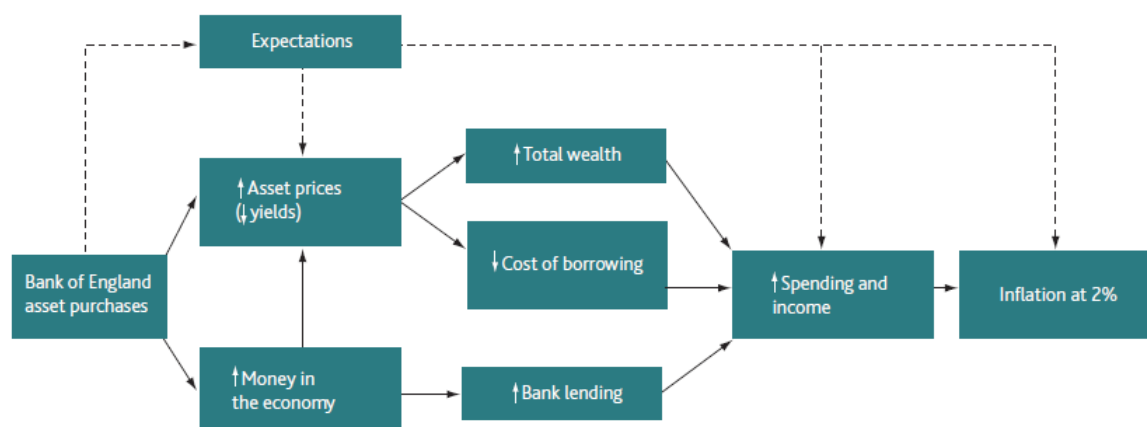 Expectations
↑Total wealth
↑Asset prices
(↓yields)
↓Cost of borrowing
Bank of England
asset purchases
↑Spending and
income
Inflation at 2%
↑Money in
the economy
↑Bank lending